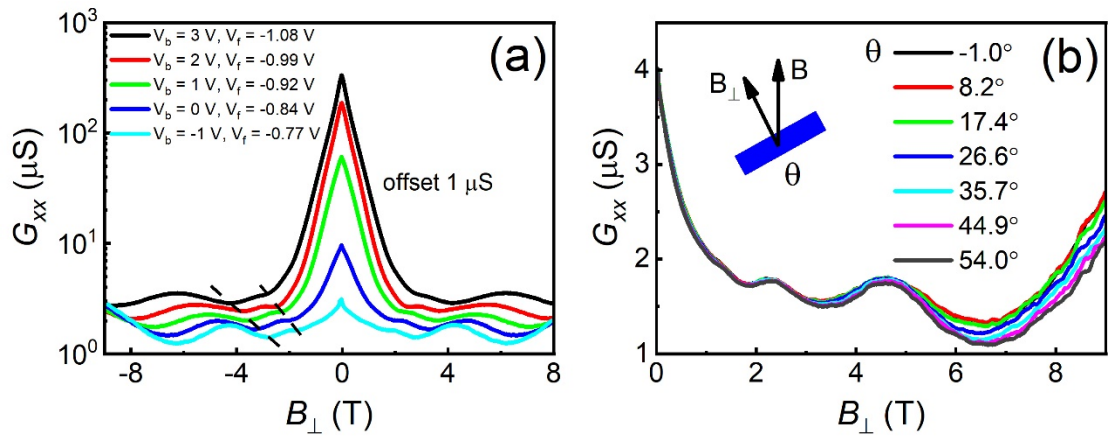 (a)
10³
10²
10¹
10⁰
G_xx (μS)
V_b = 3 V, V_f = -1.08 V
V_b = 2 V, V_f = -0.99 V
V_b = 1 V, V_f = -0.92 V
V_b = 0 V, V_f = -0.84 V
V_b = -1 V, V_f = -0.77 V
offset 1 μS
-8 -4 0 4 8
B_⊥ (T)
(b)
4
3
2
1
G_xx (μS)
B_⊥
B
θ
θ
-1.0°
8.2°
17.4°
26.6°
35.7°
44.9°
54.0°
0 2 4 6 8
B_⊥ (T)